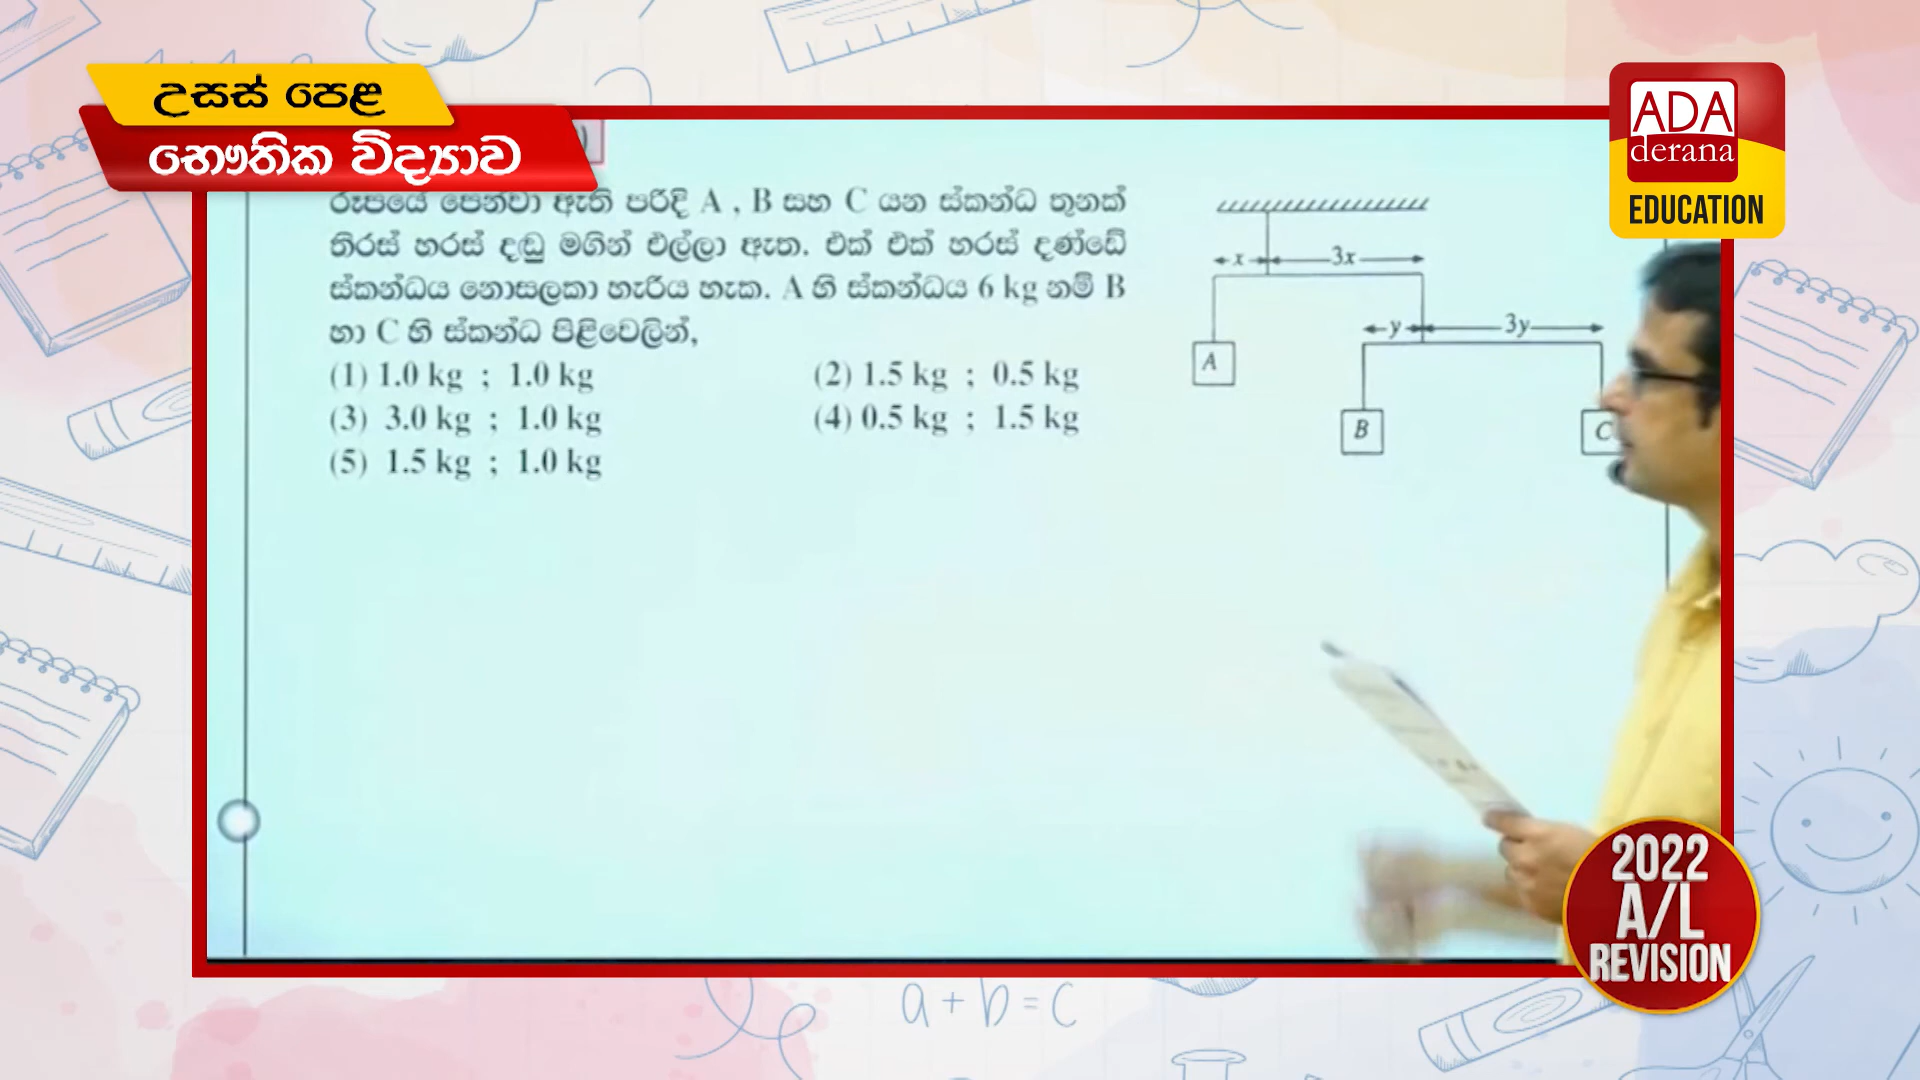 උසස් පෙළ
භෞතික විද්‍යාව
ADA
derana
EDUCATION
රූපයේ පෙන්වා ඇති පරිදි A , B සහ C යන ස්කන්ධ තුනක්
තිරස් හරස් දඬු මගින් එල්ලා ඇත. එක් එක් හරස් දණ්ඩේ
ස්කන්ධය නොසලකා හැරිය හැක. A හි ස්කන්ධය 6 kg නම් B
හා C හි ස්කන්ධ පිළිවෙලින්,
(1) 1.0 kg ; 1.0 kg (2) 1.5 kg ; 0.5 kg
(3) 3.0 kg ; 1.0 kg (4) 0.5 kg ; 1.5 kg
(5) 1.5 kg ; 1.0 kg
x 3x
y 3y
A
B C
2022
A/L
REVISION
a + b = c